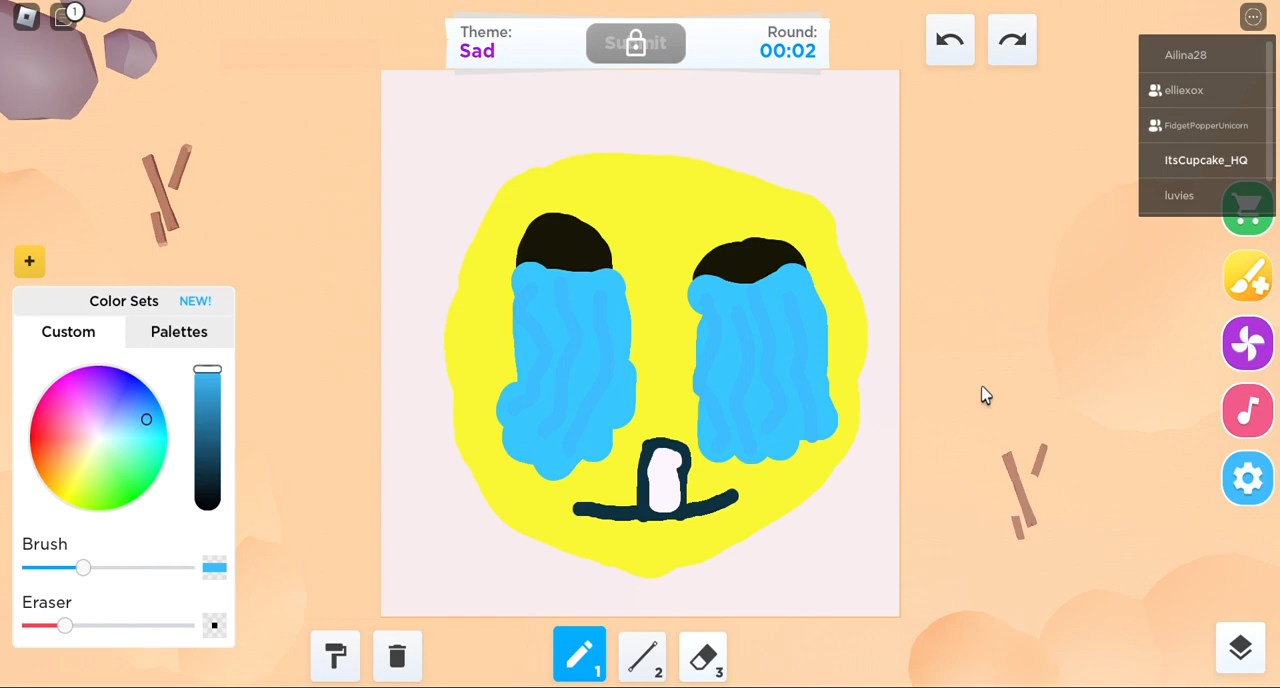 1
Theme:
Sad
Submit
Round:
00:02
Ailina28
elliexox
FidgetPopperUnicorn
ItsCupcake_HQ
luvies
+
Color Sets NEW!
Custom Palettes
Brush
Eraser
1 2 3